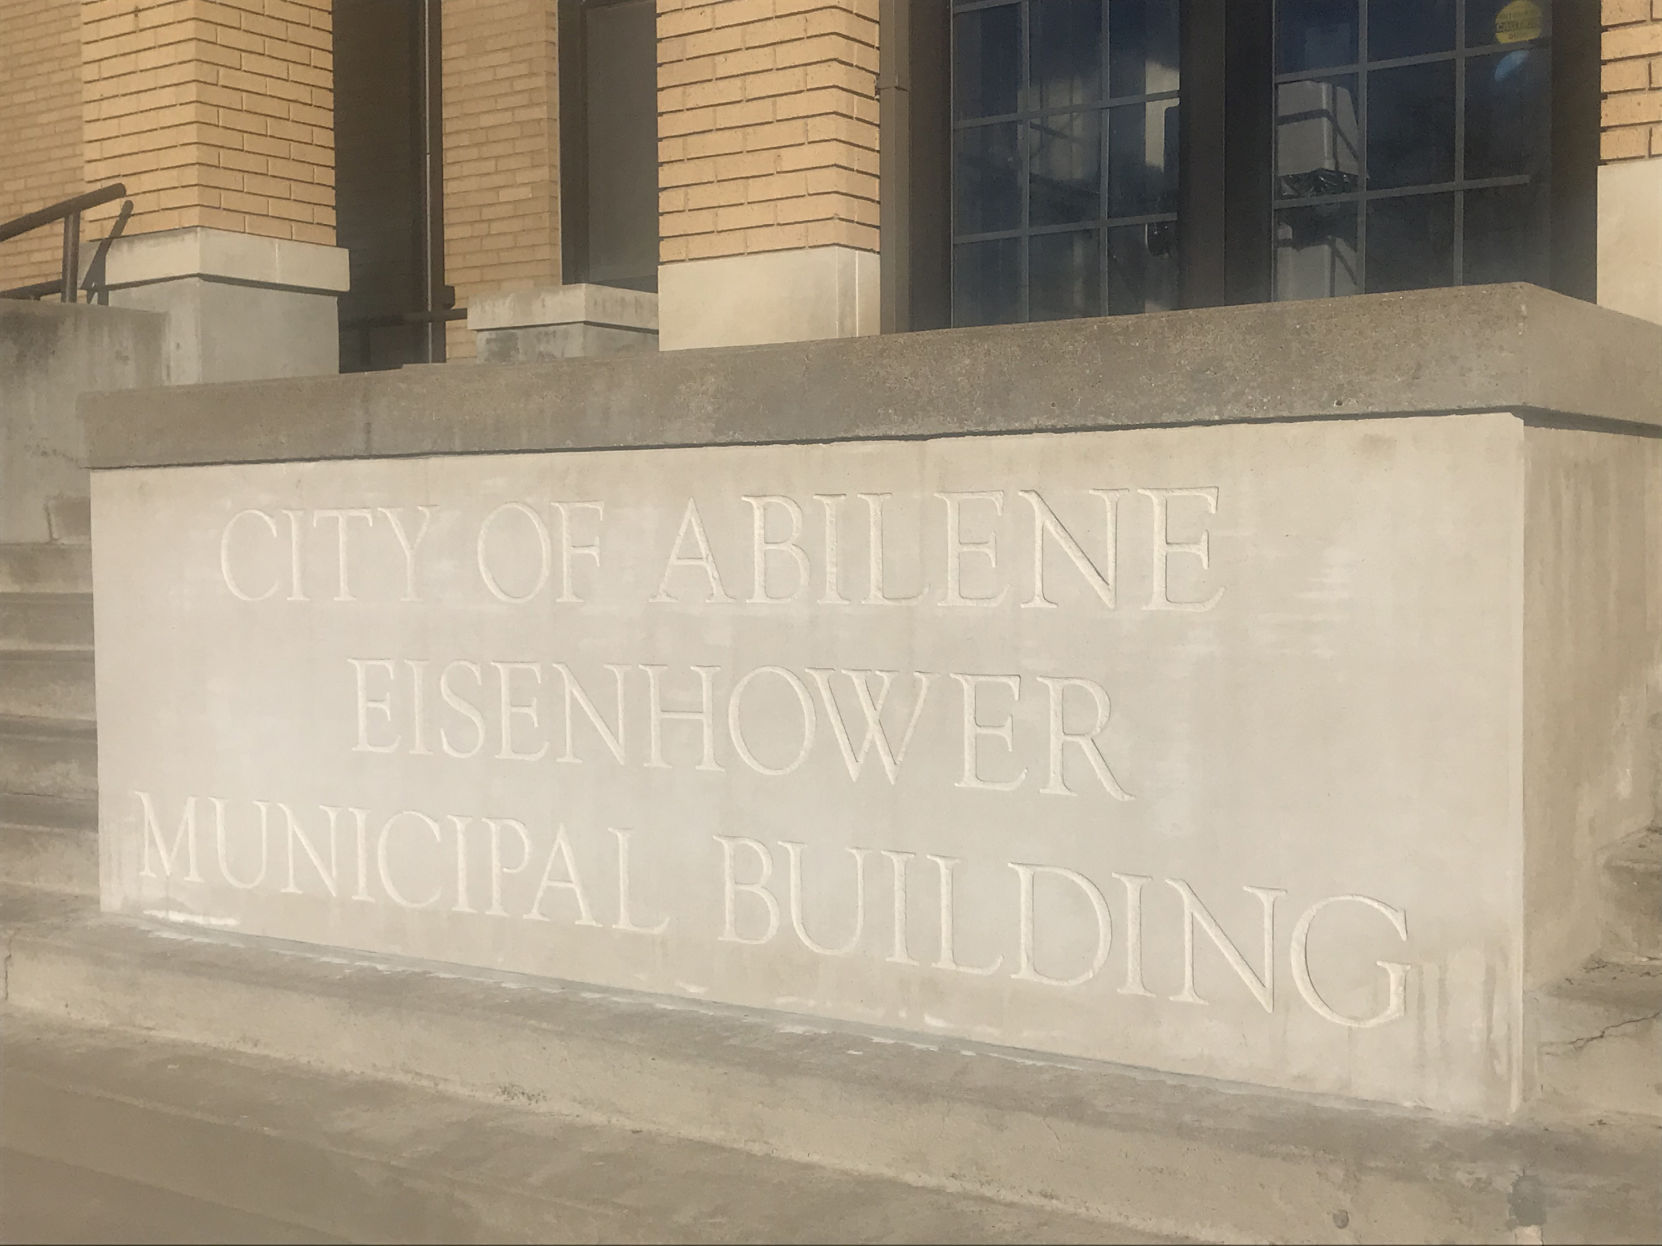 CITY OF ABILENE
EISENHOWER
MUNICIPAL BUILDING